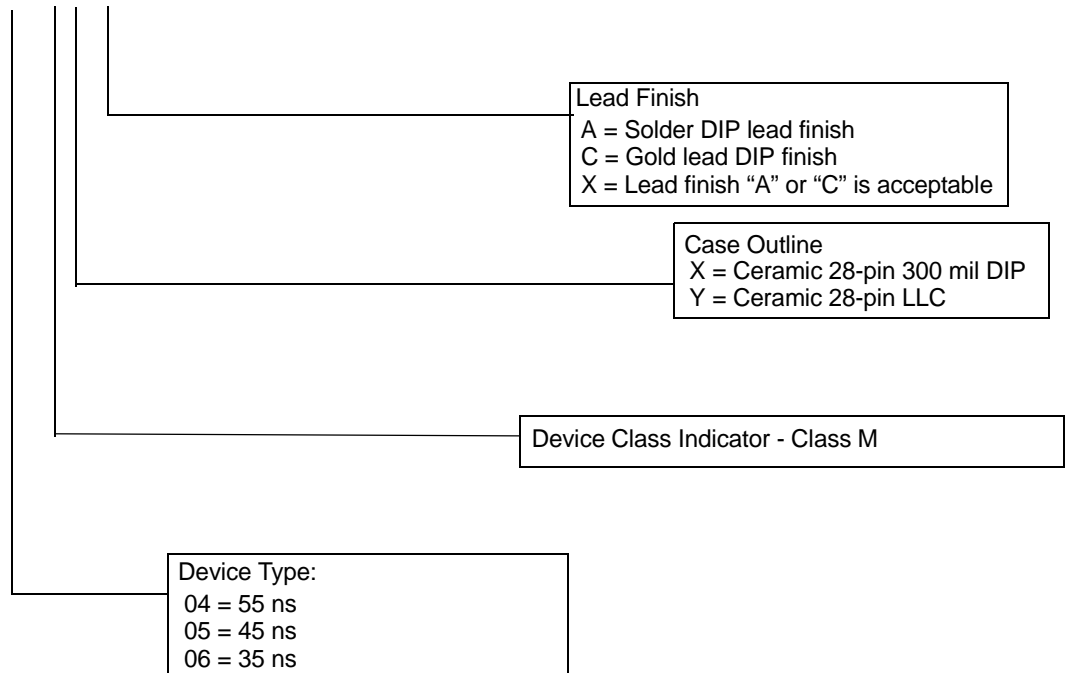 Lead Finish
A = Solder DIP lead finish
C = Gold lead DIP finish
X = Lead finish “A” or “C” is acceptable
Case Outline
X = Ceramic 28-pin 300 mil DIP
Y = Ceramic 28-pin LLC
Device Class Indicator - Class M
Device Type:
04 = 55 ns
05 = 45 ns
06 = 35 ns